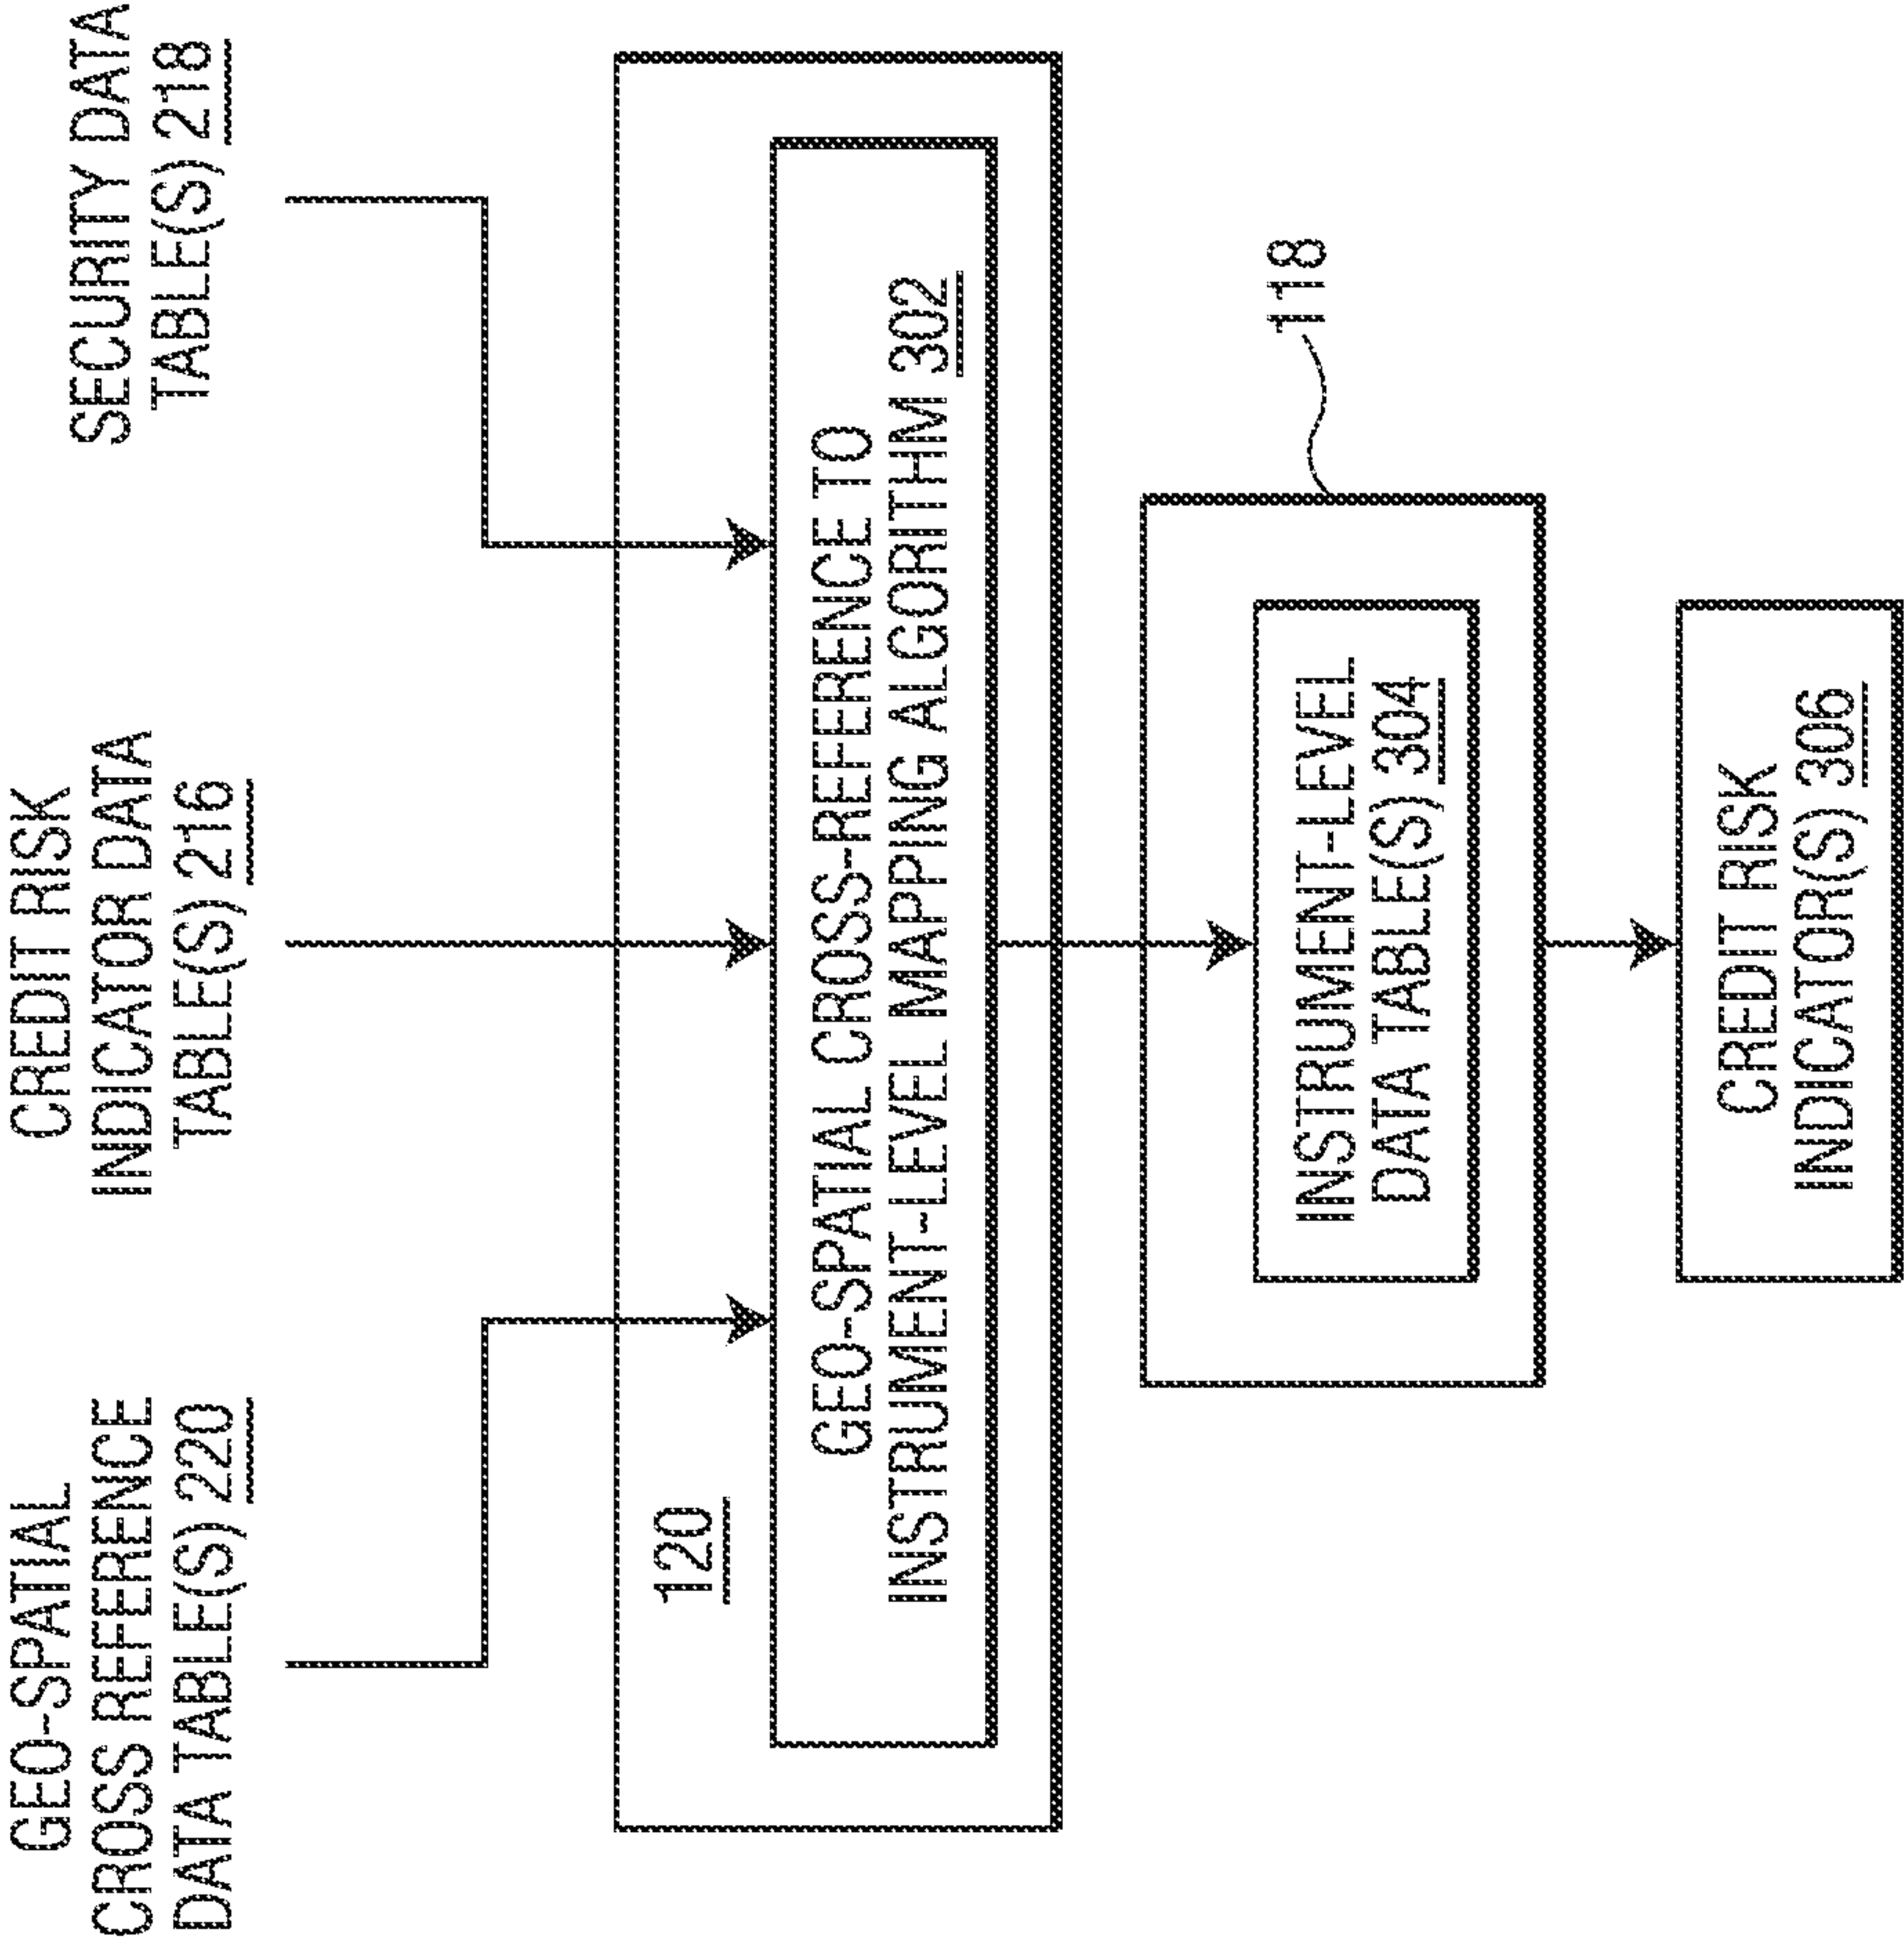 GEO-SPATIAL
CROSS REFERENCE
DATA TABLE(S) 220
CREDIT RISK
INDICATOR DATA
TABLE(S) 216
SECURITY DATA
TABLE(S) 218
120
GEO-SPATIAL CROSS-REFERENCE TO
INSTRUMENT-LEVEL MAPPING ALGORITHM 302
118
INSTRUMENT-LEVEL
DATA TABLE(S) 304
CREDIT RISK
INDICATOR(S) 306